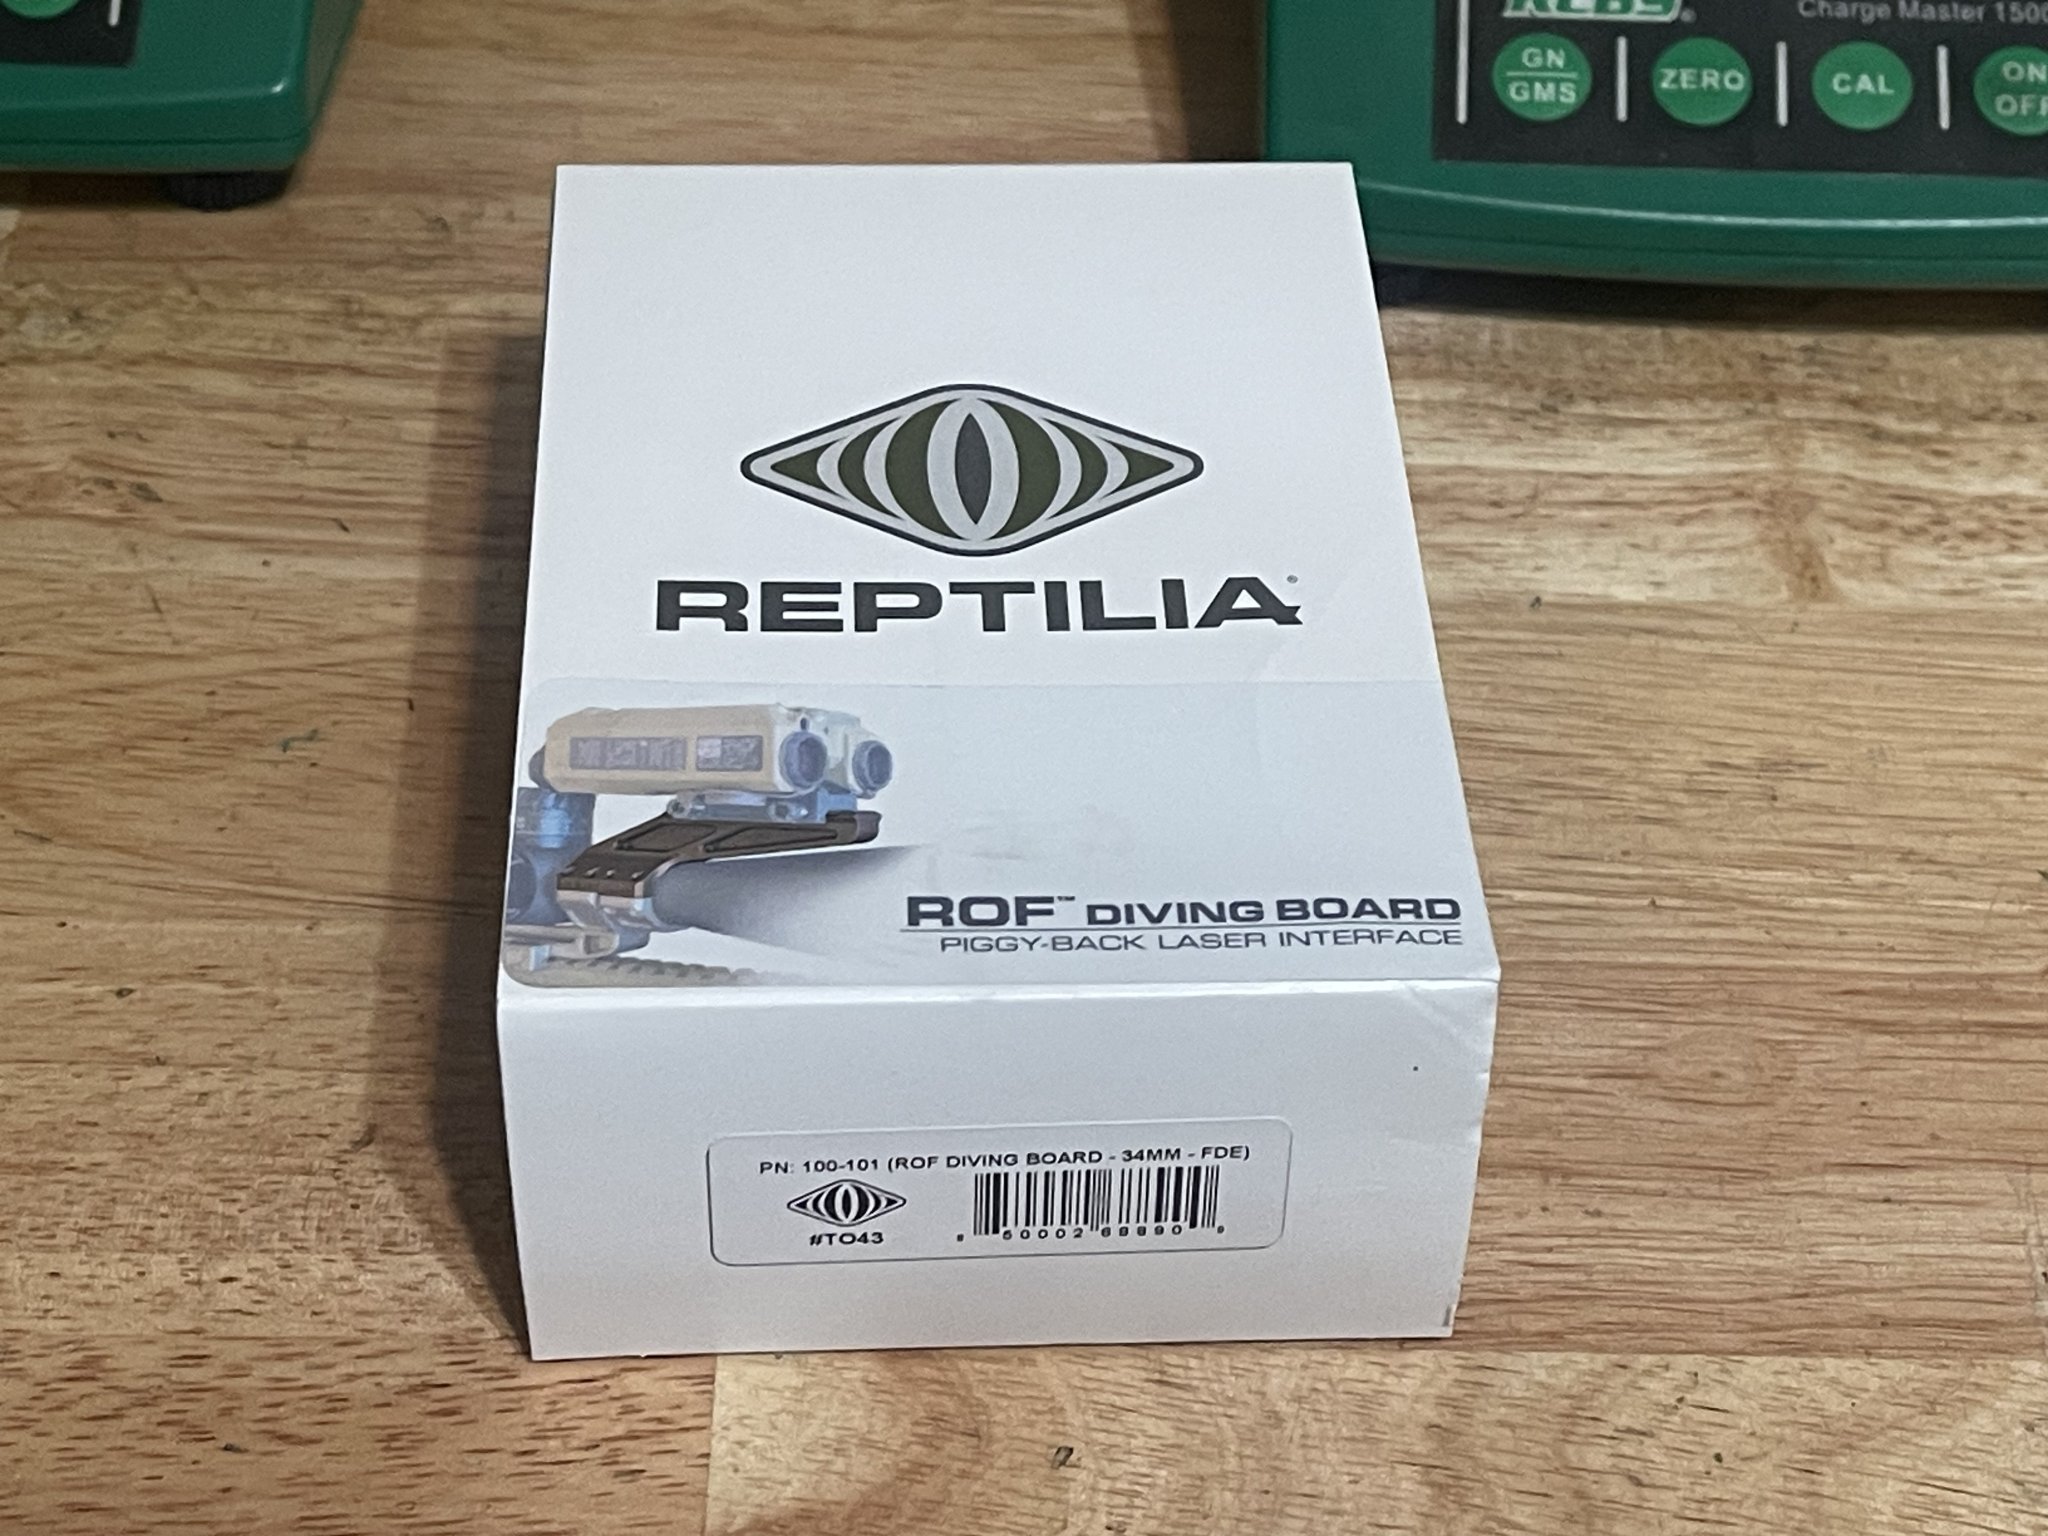 RCBS®
Charge Master 1500
GN
GMS
ZERO
CAL
ON
OFF
REPTILIA®
ROF™ DIVING BOARD
PIGGY-BACK LASER INTERFACE
PN: 100-101 (ROF DIVING BOARD - 34MM - FDE)
#TO43